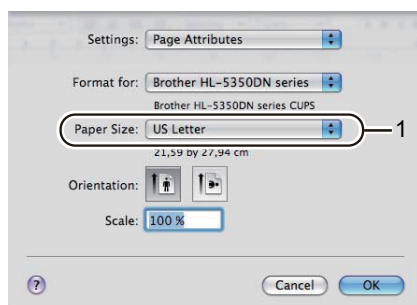 Settings: Page Attributes
Format for: Brother HL-5350DN series
Brother HL-5350DN series CUPS
Paper Size: US Letter 1
21,59 by 27,94 cm
Orientation:
Scale: 100 %
? Cancel OK